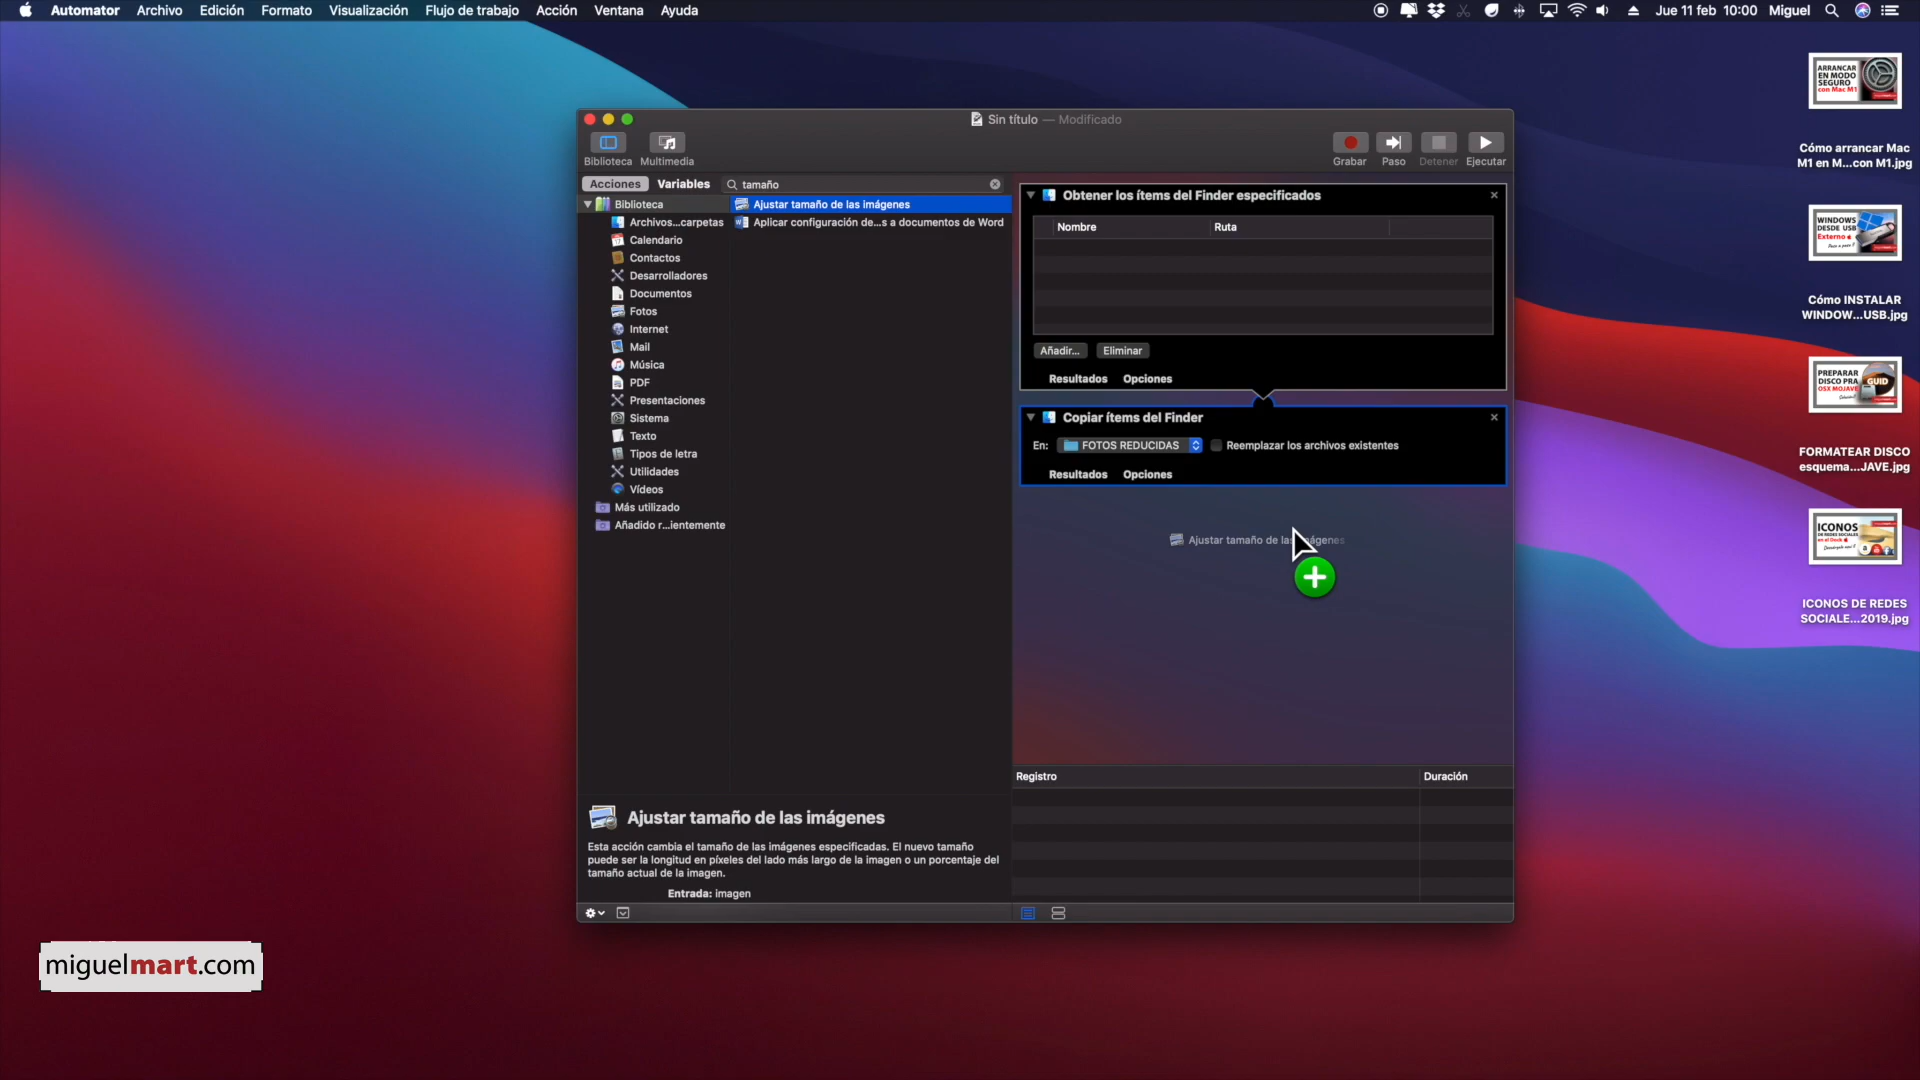 Automator Archivo Edición Formato Visualización Flujo de trabajo Acción Ventana Ayuda
Jue 11 feb 10:00 Miguel
Sin título — Modificado
Biblioteca Multimedia
Grabar Paso Detener Ejecutar
Acciones Variables tamaño
Biblioteca
Archivos...carpetas
Calendario
Contactos
Desarrolladores
Documentos
Fotos
Internet
Mail
Música
PDF
Presentaciones
Sistema
Texto
Tipos de letra
Utilidades
Vídeos
Más utilizado
Añadido r...ientemente
Ajustar tamaño de las imágenes
Aplicar configuración de...s a documentos de Word
Obtener los ítems del Finder especificados
Nombre Ruta
Añadir... Eliminar
Resultados Opciones
Copiar ítems del Finder
En: FOTOS REDUCIDAS Reemplazar los archivos existentes
Resultados Opciones
Ajustar tamaño de
Registro Duración
Ajustar tamaño de las imágenes
Esta acción cambia el tamaño de las imágenes especificadas. El nuevo tamaño
puede ser la longitud en píxeles del lado más largo de la imagen o un porcentaje del
tamaño actual de la imagen.
Entrada: imagen
ARRANCAR
EN MODO
SEGURO
con Mac M1
Cómo arrancar Mac
M1 en M...con M1.jpg
WINDOWS
DESDE USB
Externo
Cómo INSTALAR
WINDOW...USB.jpg
PREPARAR
DISCO PRA
OSX MOJAVE
GUID
FORMATEAR DISCO
esquema...JAVE.jpg
ICONOS
DE REDES SOCIALES
en el Dock
ICONOS DE REDES
SOCIALE...2019.jpg
miguelmart.com